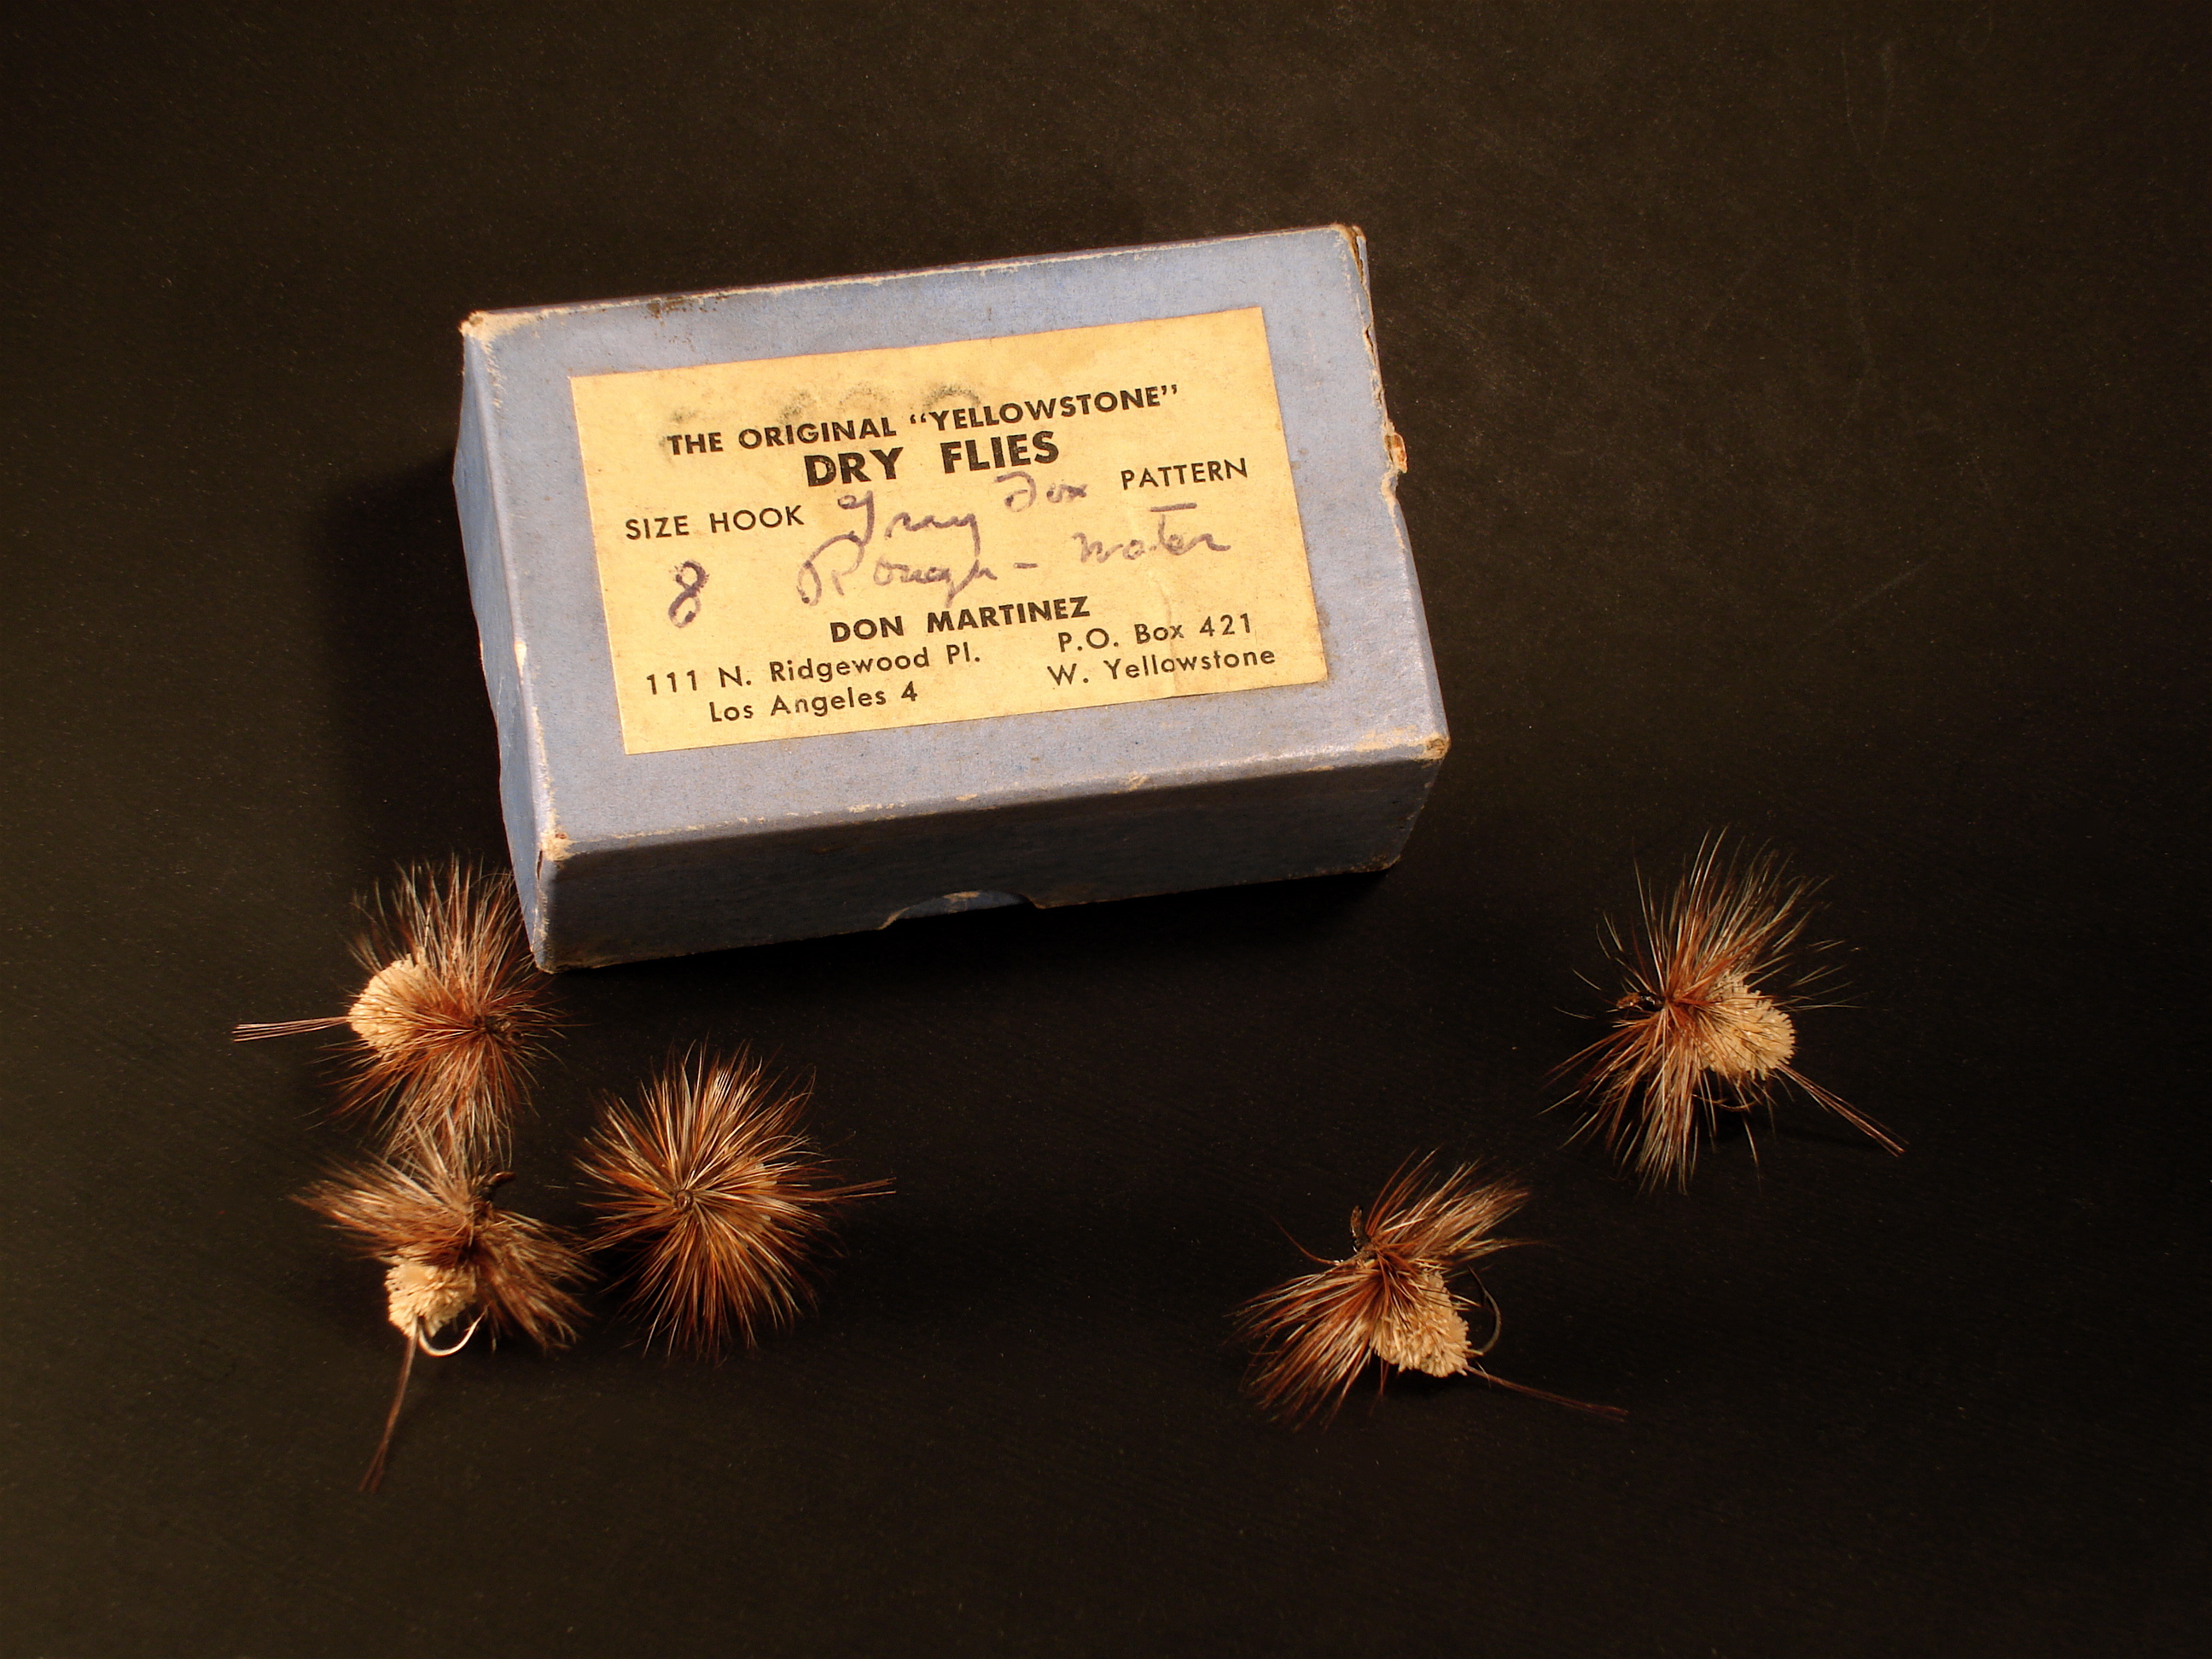 THE ORIGINAL “YELLOWSTONE”
DRY FLIES
SIZE HOOK Gray Fox PATTERN
8 Rough - Water
DON MARTINEZ
111 N. Ridgewood Pl. P.O. Box 421
Los Angeles 4 W. Yellowstone